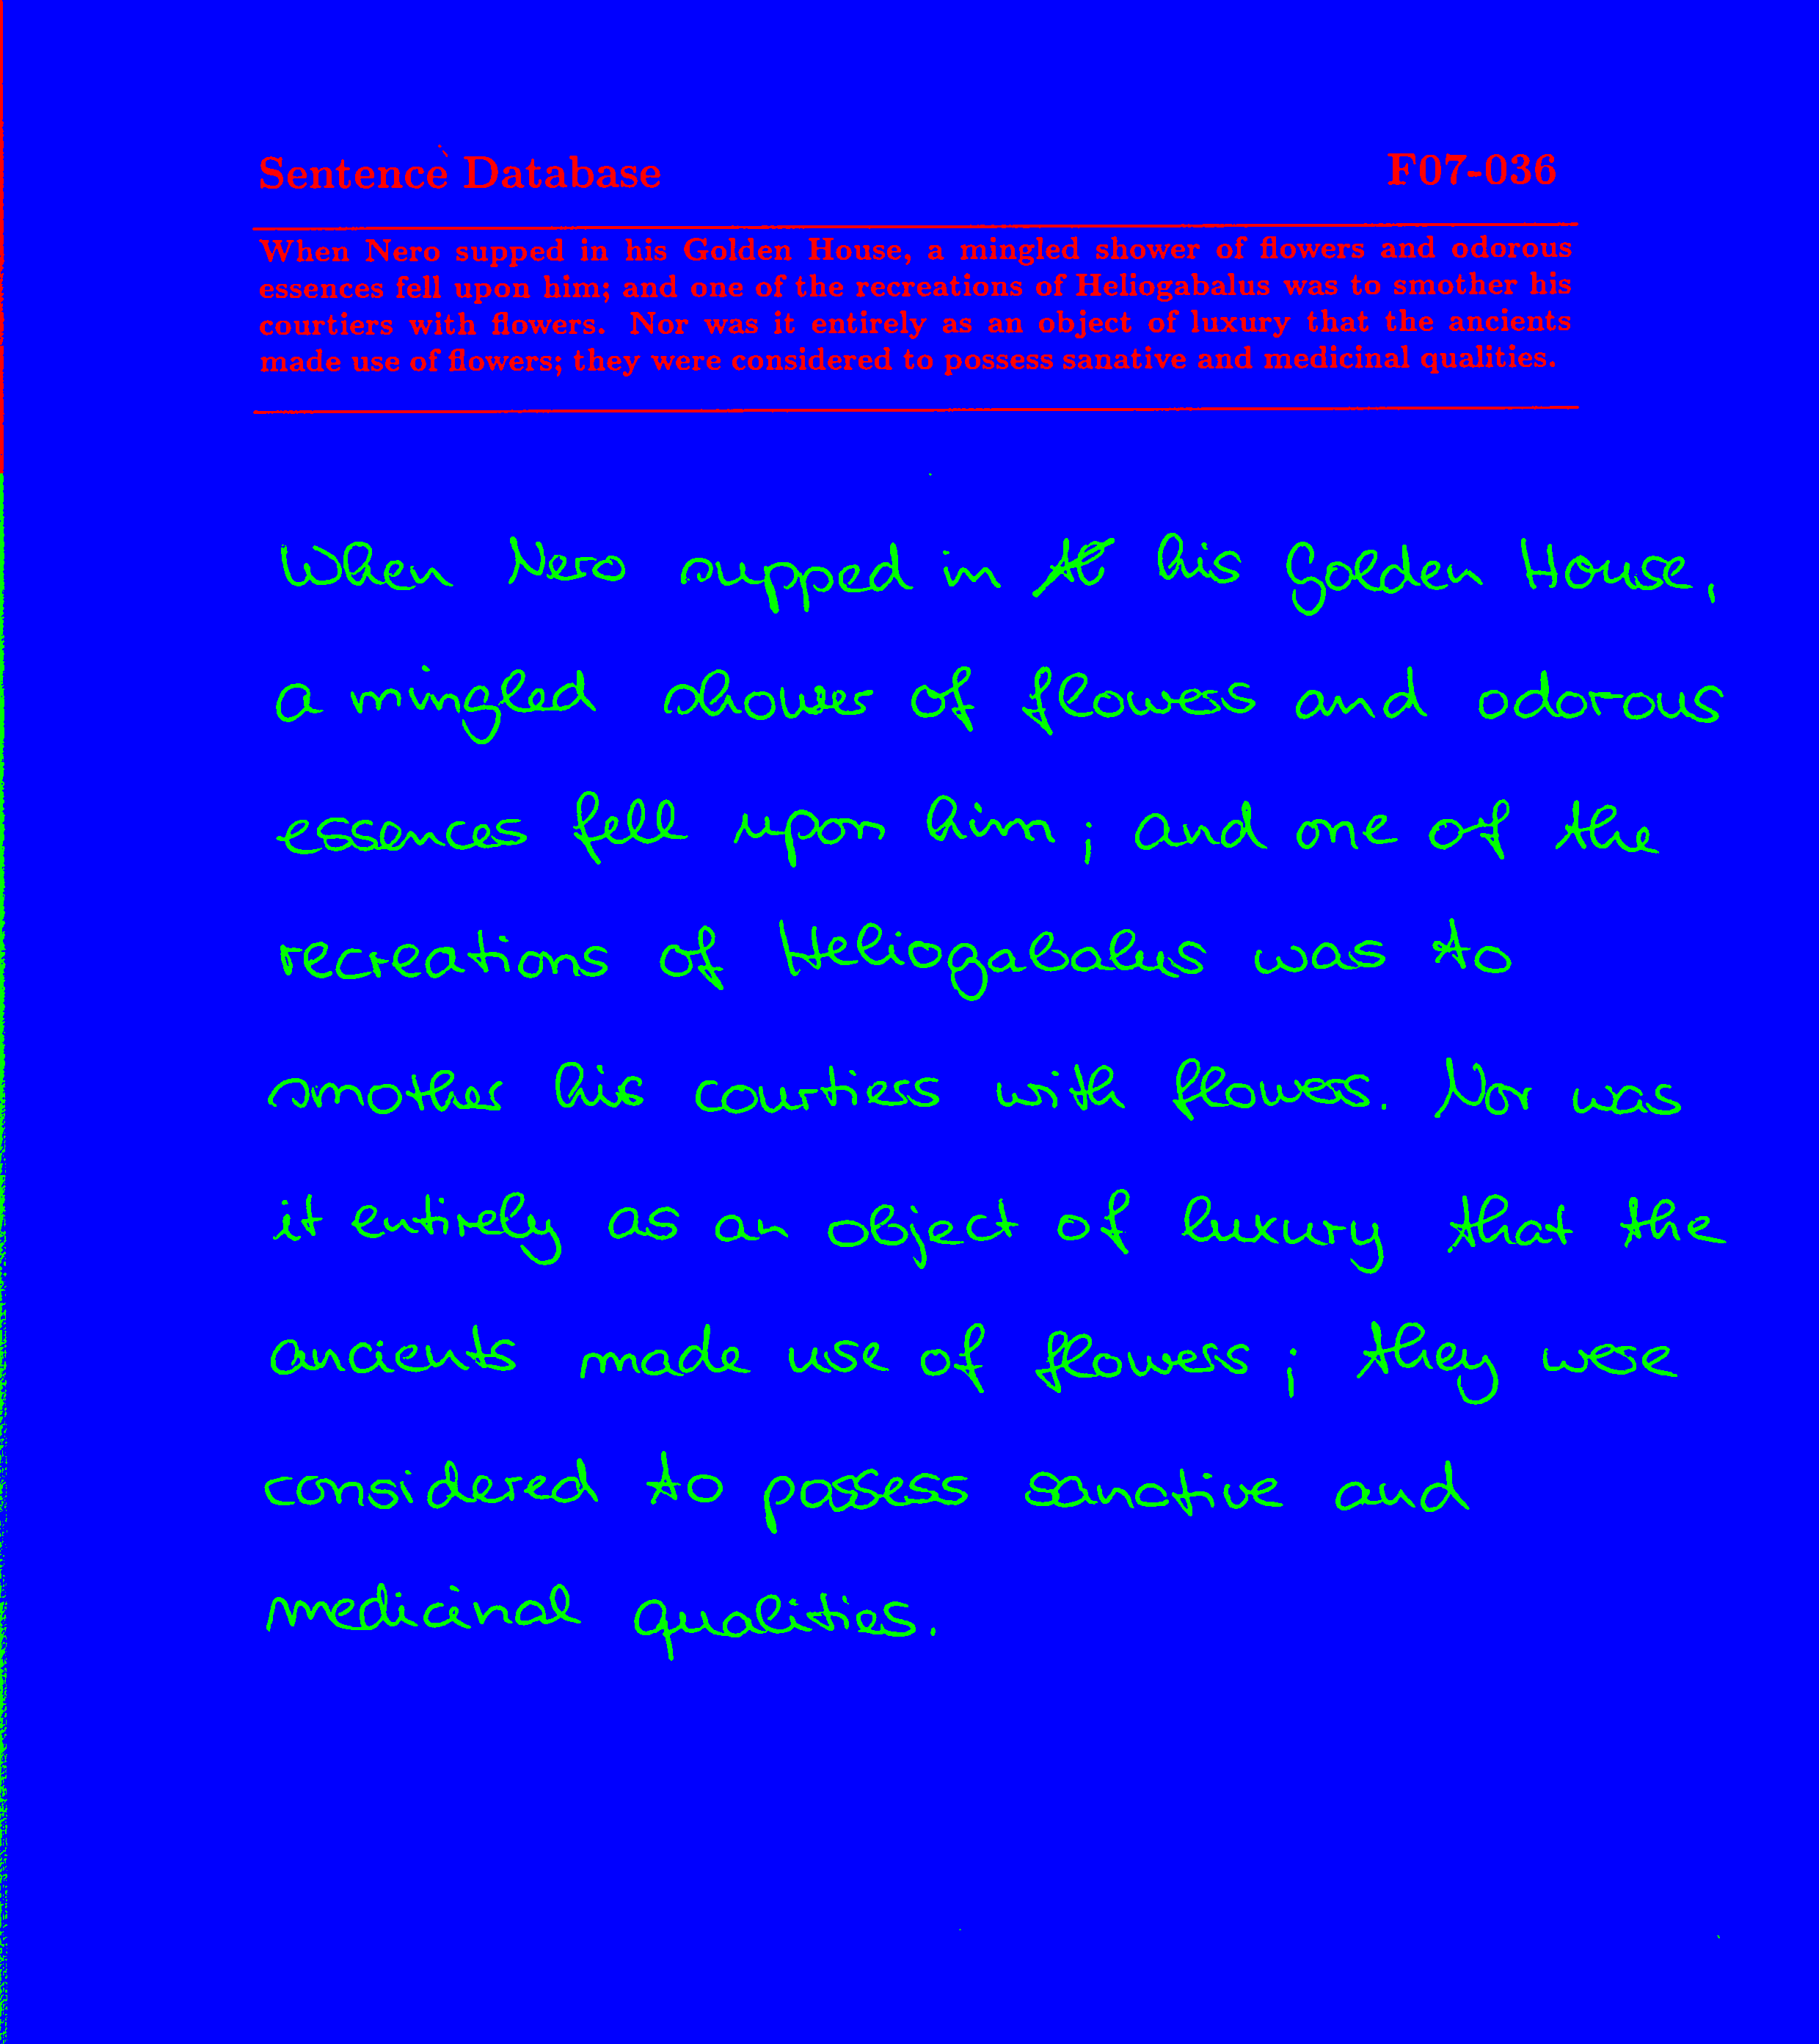 Sentence Database F07-036
When Nero supped in his Golden House, a mingled shower of flowers and odorous
essences fell upon him; and one of the recreations of Heliogabalus was to smother his
courtiers with flowers. Nor was it entirely as an object of luxury that the ancients
made use of flowers; they were considered to possess sanative and medicinal qualities.
When Nero supped in his Golden House,
a mingled shower of flowers and odorous
essences fell upon him; and one of the
recreations of Heliogabalus was to
smother his courtiers with flowers. Nor was
it entirely as an object of luxury that the
ancients made use of flowers; they were
considered to possess sanative and
medicinal qualities.